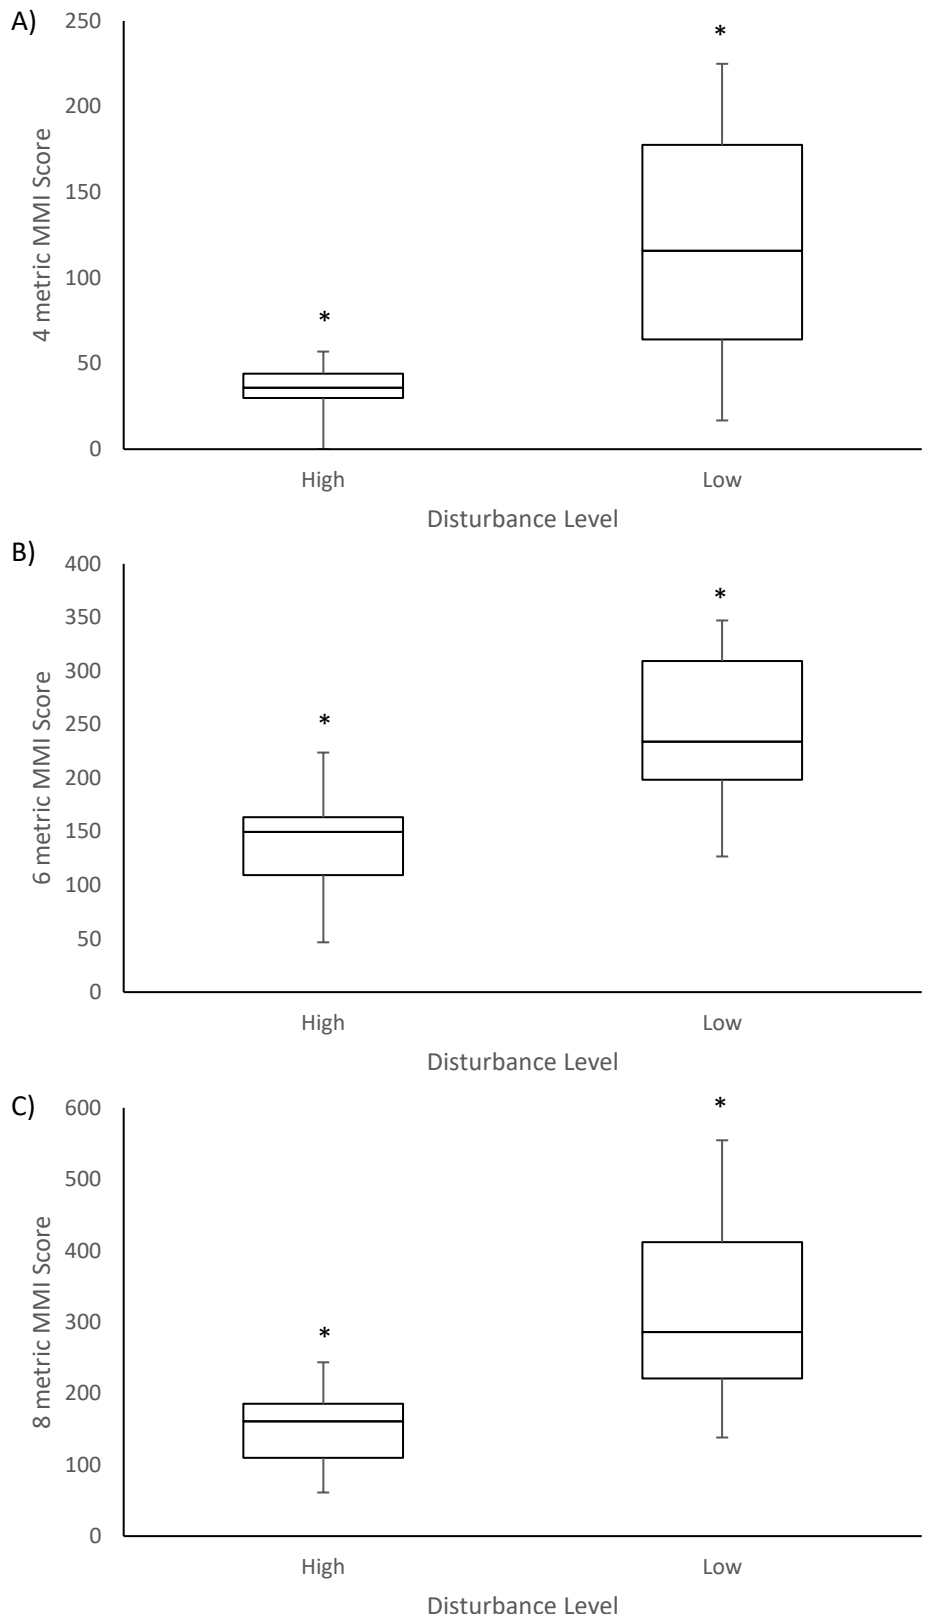 A)
250
*
200
150
100
*
50
0
4 metric MMI Score
High Low
Disturbance Level
B)
400
*
350
300
250
*
200
150
100
50
0
6 metric MMI Score
High Low
Disturbance Level
C)
600
*
500
400
300
*
200
100
0
8 metric MMI Score
High Low
Disturbance Level